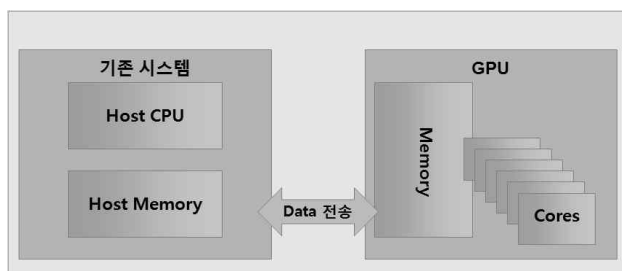 기존 시스템
Host CPU
Host Memory
Data 전송
GPU
Memory
Cores